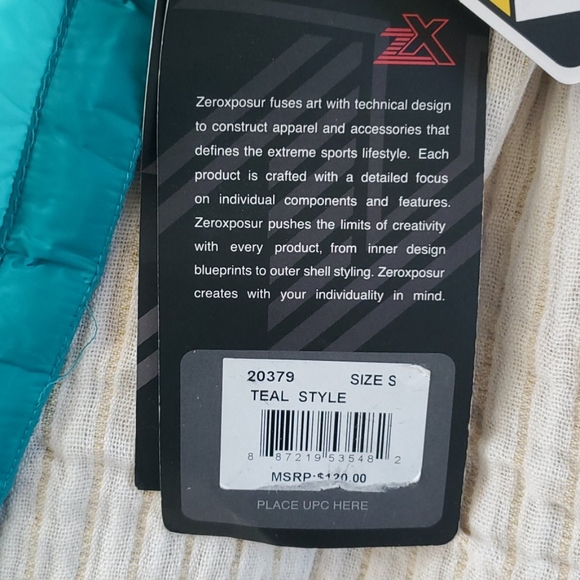 ZX
Zeroxposur fuses art with technical design
to construct apparel and accessories that
defines the extreme sports lifestyle. Each
product is crafted with a detailed focus
on individual components and features.
Zeroxposur pushes the limits of creativity
with every product, from inner design
blueprints to outer shell styling. Zeroxposur
creates with your individuality in mind.
20379 SIZE S
TEAL STYLE
8 87219 53548 2
MSRP:$120.00
PLACE UPC HERE